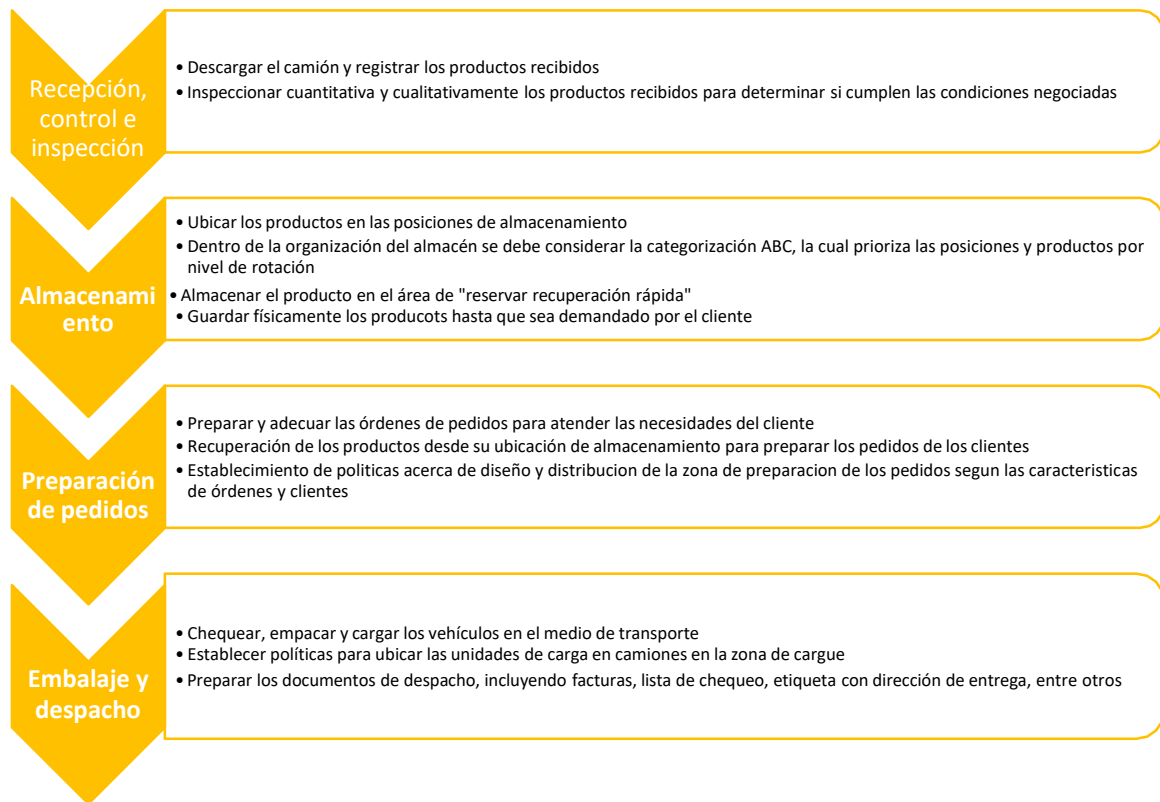 Recepción,
control e
inspección
• Descargar el camión y registrar los productos recibidos
• Inspeccionar cuantitativa y cualitativamente los productos recibidos para determinar si cumplen las condiciones negociadas
Almacenami
ento
• Ubicar los productos en las posiciones de almacenamiento
• Dentro de la organización del almacén se debe considerar la categorización ABC, la cual prioriza las posiciones y productos por
nivel de rotación
• Almacenar el producto en el área de "reservar recuperación rápida"
• Guardar físicamente los producots hasta que sea demandado por el cliente
Preparación
de pedidos
• Preparar y adecuar las órdenes de pedidos para atender las necesidades del cliente
• Recuperación de los productos desde su ubicación de almacenamiento para preparar los pedidos de los clientes
• Establecimiento de politicas acerca de diseño y distribucion de la zona de preparacion de los pedidos segun las caracteristicas
de órdenes y clientes
Embalaje y
despacho
• Chequear, empacar y cargar los vehículos en el medio de transporte
• Establecer políticas para ubicar las unidades de carga en camiones en la zona de cargue
• Preparar los documentos de despacho, incluyendo facturas, lista de chequeo, etiqueta con dirección de entrega, entre otros